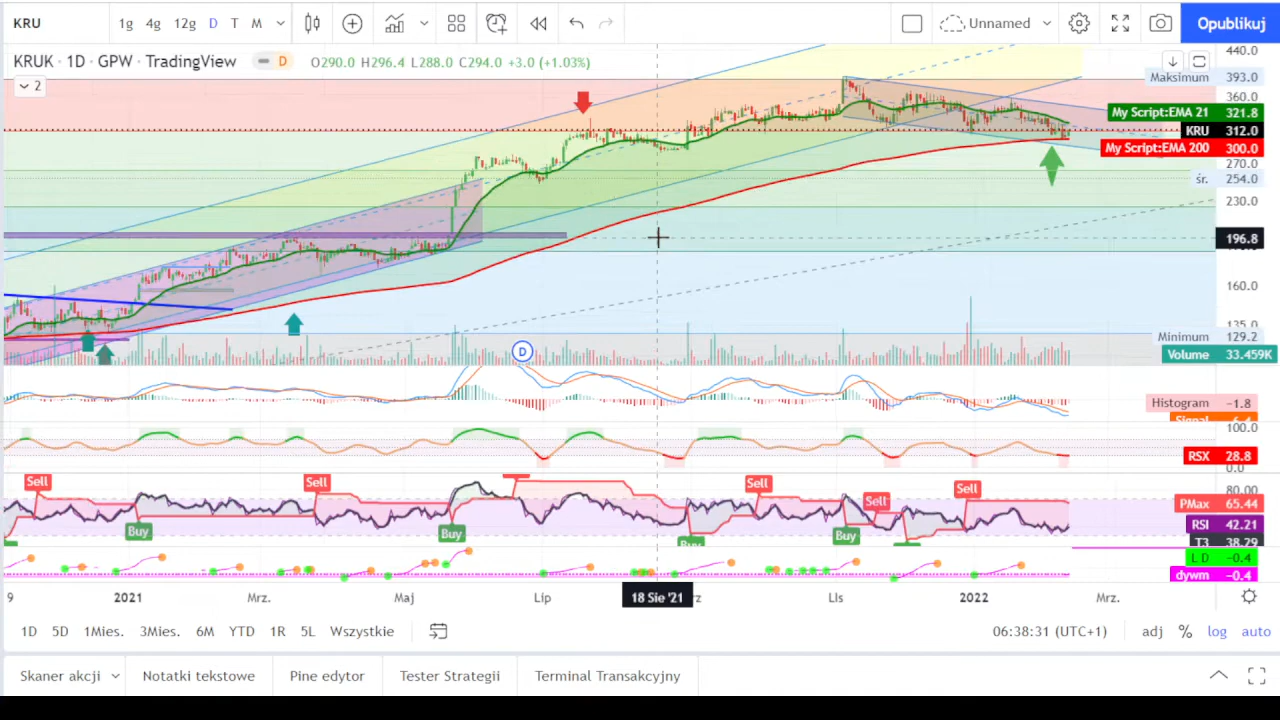 KRU 1g 4g 12g D T M Unnamed Opublikuj
KRUK · 1D · GPW · TradingView D O290.0 H296.4 L288.0 C294.0 +3.0 (+1.03%)
2
440.0
Maksimum 393.0
360.0
My Script:EMA 21 321.8
KRU 312.0
My Script:EMA 200 300.0
270.0
śr. 254.0
230.0
196.8
160.0
135.0
Minimum 129.2
D
Volume 33.459K
Histogram −1.8
100.0
RSX 28.8
0.0
Sell Sell Sell Sell Sell
80.00
PMax 65.44
RSI 42.21
T3 38.29
Buy Buy Buy Buy
L D −0.4
dywm −0.4
9 2021 Mrz. Maj Lip 18 Sie '21 Lis 2022 Mrz.
1D 5D 1Mies. 3Mies. 6M YTD 1R 5L Wszystkie 06:38:31 (UTC+1) adj % log auto
Skaner akcji Notatki tekstowe Pine edytor Tester Strategii Terminal Transakcyjny